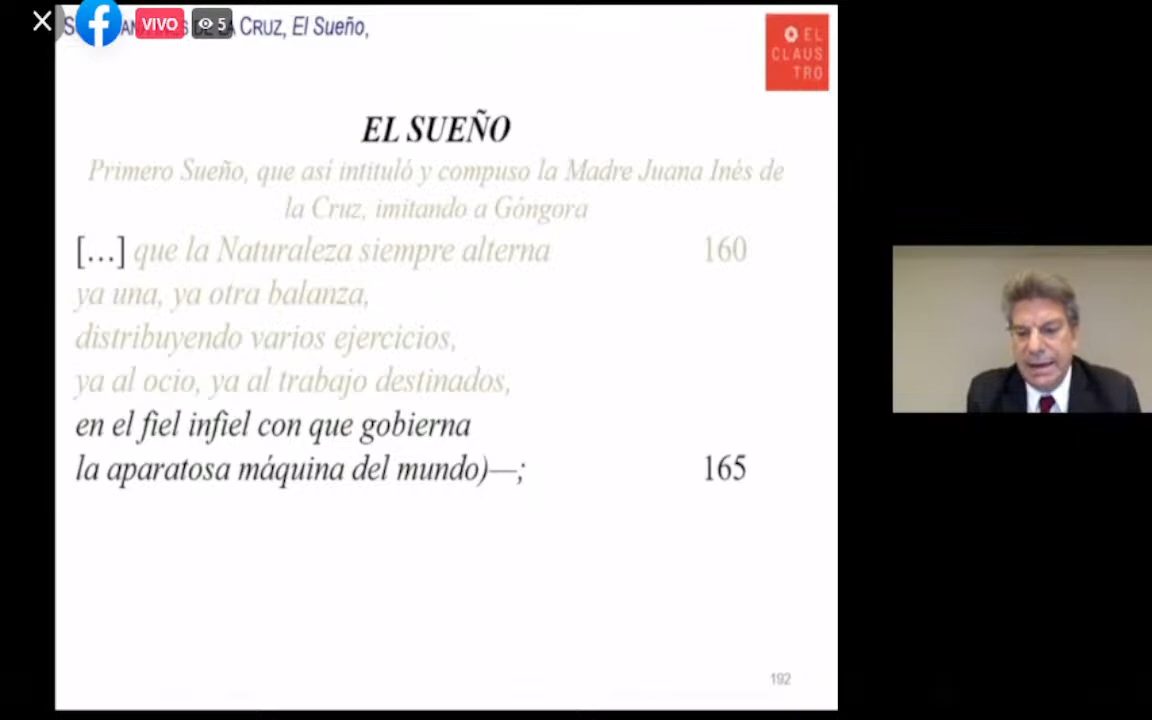 VIVO 5
CRUZ, El Sueño,
EL
CLAUS
TRO
EL SUEÑO
Primero Sueño, que así intituló y compuso la Madre Juana Inés de
la Cruz, imitando a Góngora
[...] que la Naturaleza siempre alterna 160
ya una, ya otra balanza,
distribuyendo varios ejercicios,
ya al ocio, ya al trabajo destinados,
en el fiel infiel con que gobierna
la aparatosa máquina del mundo)—; 165
192